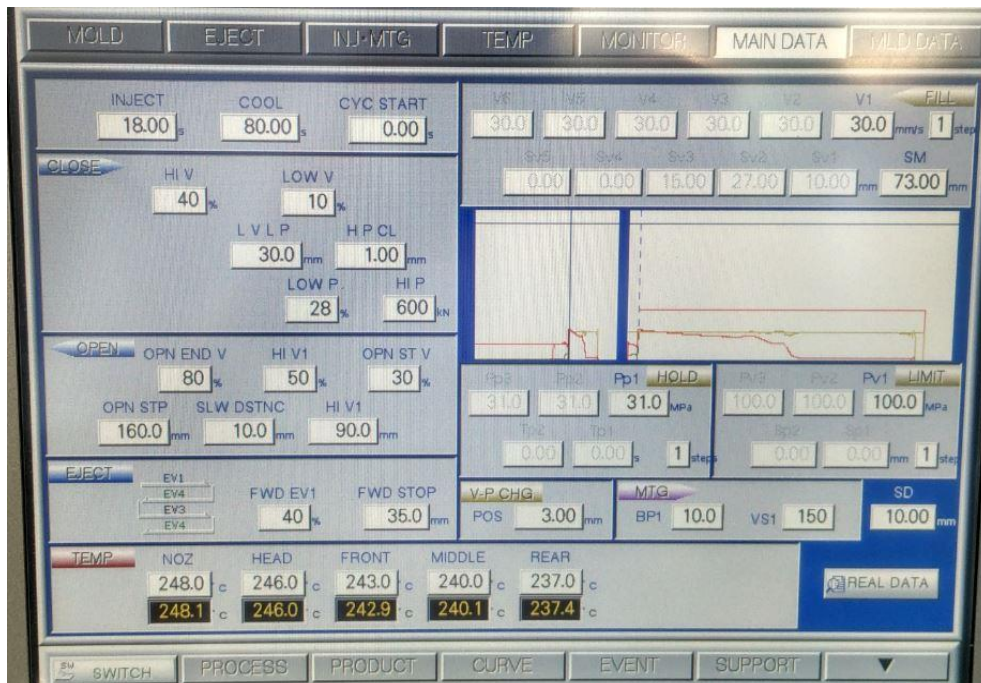 MOLD EJECT INJ·MTG TEMP MONITOR MAIN DATA MLD DATA
INJECT COOL CYC START
18.00 s 80.00 s 0.00 s
CLOSE
HI V LOW V
40 % 10 %
L V L P H P CL
30.0 mm 1.00 mm
LOW P. HI P
28 % 600 kN
OPEN
OPN END V HI V1 OPN ST V
80 % 50 % 30 %
OPN STP SLW DSTNC HI V1
160.0 mm 10.0 mm 90.0 mm
EJECT
EV1
EV4
EV3
EV4
FWD EV1 FWD STOP
40 % 35.0 mm
V6 V5 V4 V3 V2 V1 FILL
30.0 30.0 30.0 30.0 30.0 30.0 mm/s 1 step
Sv5 Sv4 Sv3 Sv2 Sv1 SM
0.00 0.00 15.00 27.00 10.00 mm 73.00 mm
Pp3 Pp2 Pp1 HOLD
31.0 31.0 31.0 MPa
Tp2 Tp1
0.00 0.00 s 1 steps
Pv3 Pv2 Pv1 LIMIT
100.0 100.0 100.0 MPa
Sp2 Sp1
0.00 0.00 mm 1 step
V-P CHG
POS 3.00 mm
MTG
BP1 10.0 VS1 150
SD
10.00 mm
TEMP NOZ HEAD FRONT MIDDLE REAR
248.0 °c 246.0 °c 243.0 °c 240.0 °c 237.0 °c
248.1 °c 246.0 °c 242.9 °c 240.1 °c 237.4 °c
REAL DATA
SW SWITCH PROCESS PRODUCT CURVE EVENT SUPPORT ▼